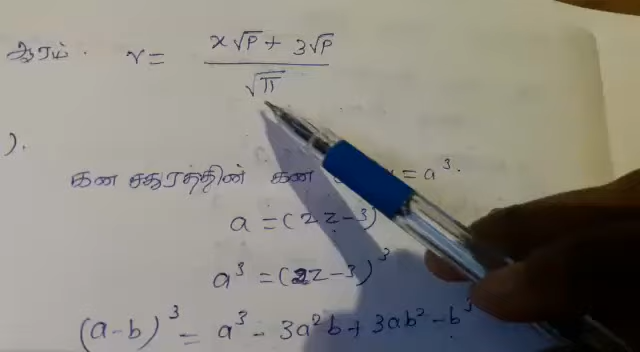 ஆரம். r = (x√p + 3√p) / √π
).
கன சதுரத்தின் கன = a³.
a = (2z-3)
a³ = (2z-3)³
(a-b)³ = a³ - 3a²b + 3ab² - b³